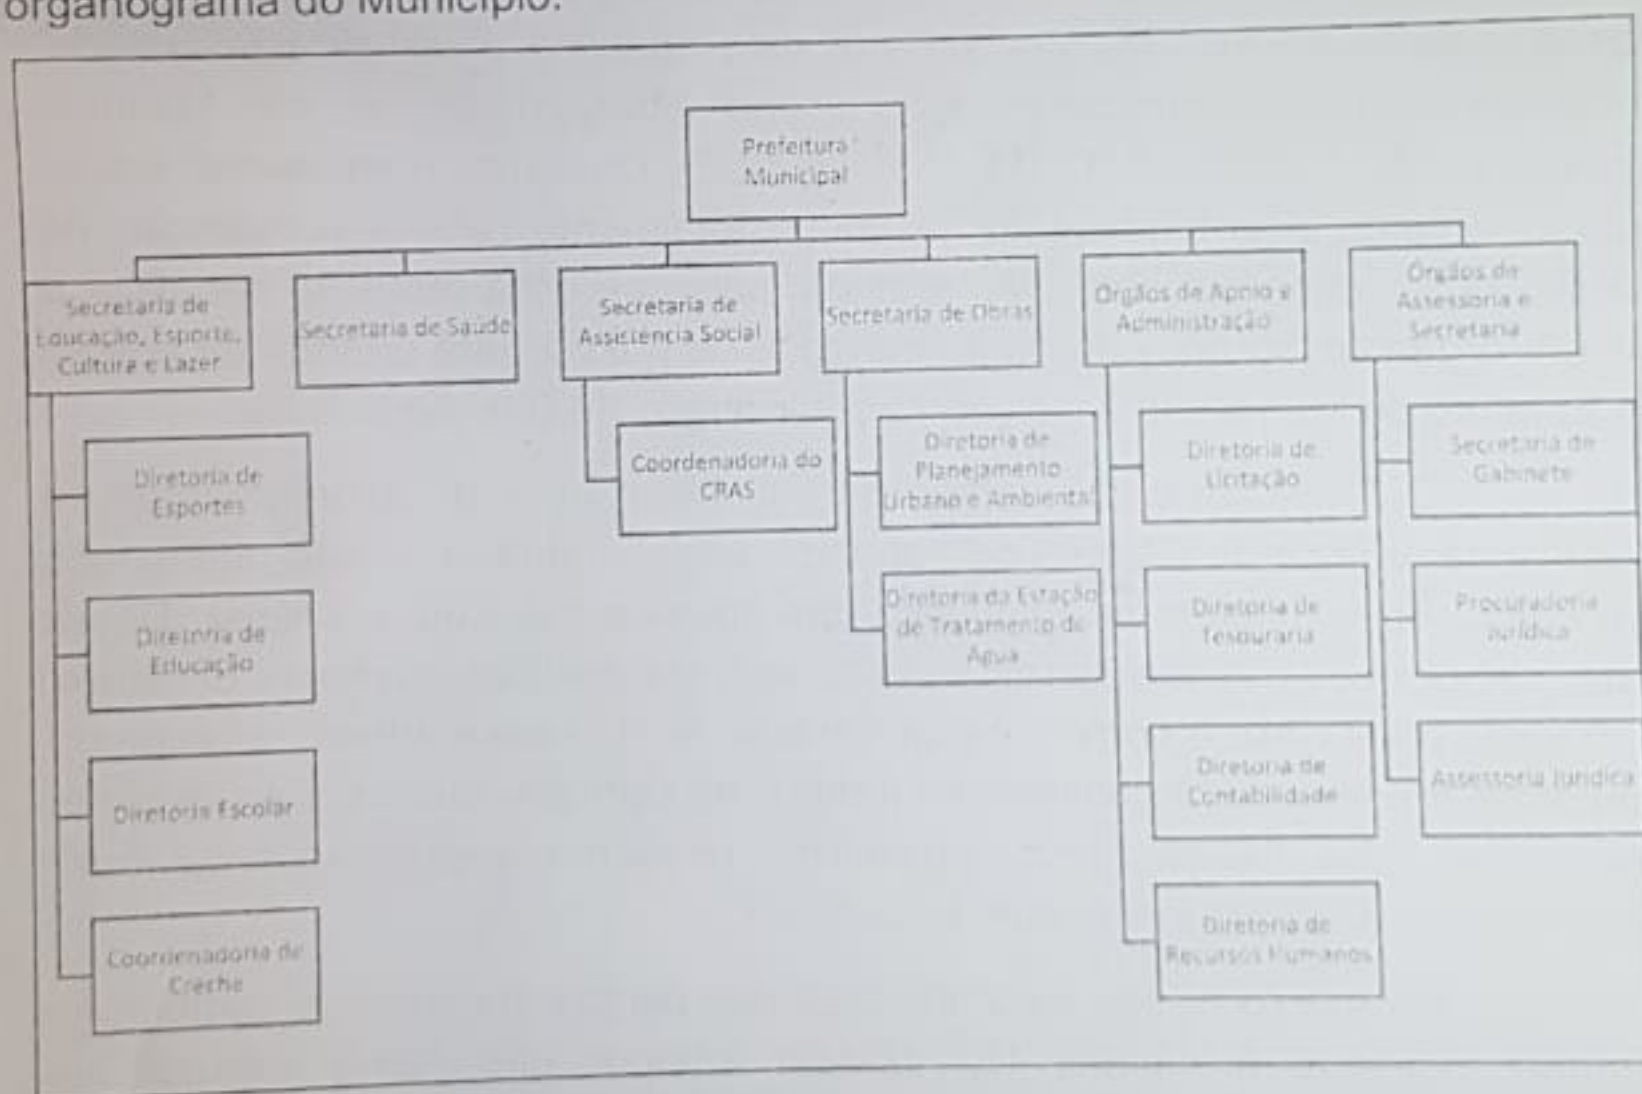 organograma do Município.
Prefeitura
Municipal
Secretaria de
Educação, Esporte,
Cultura e Lazer
Secretaria de Saúde
Secretaria de
Assistência Social
Secretaria de Obras
Órgãos de Apoio e
Administração
Órgãos de
Assessoria e
Secretaria
Diretoria de
Esportes
Diretoria de
Educação
Diretoria Escolar
Coordenadoria de
Creche
Coordenadoria do
CRAS
Diretoria de
Planejamento
Urbano e Ambiental
Diretoria da Estação
de Tratamento de
Água
Diretoria de
Licitação
Diretoria de
Tesouraria
Diretoria de
Contabilidade
Diretoria de
Recursos Humanos
Secretaria de
Gabinete
Procuradoria
Jurídica
Assessoria Jurídica